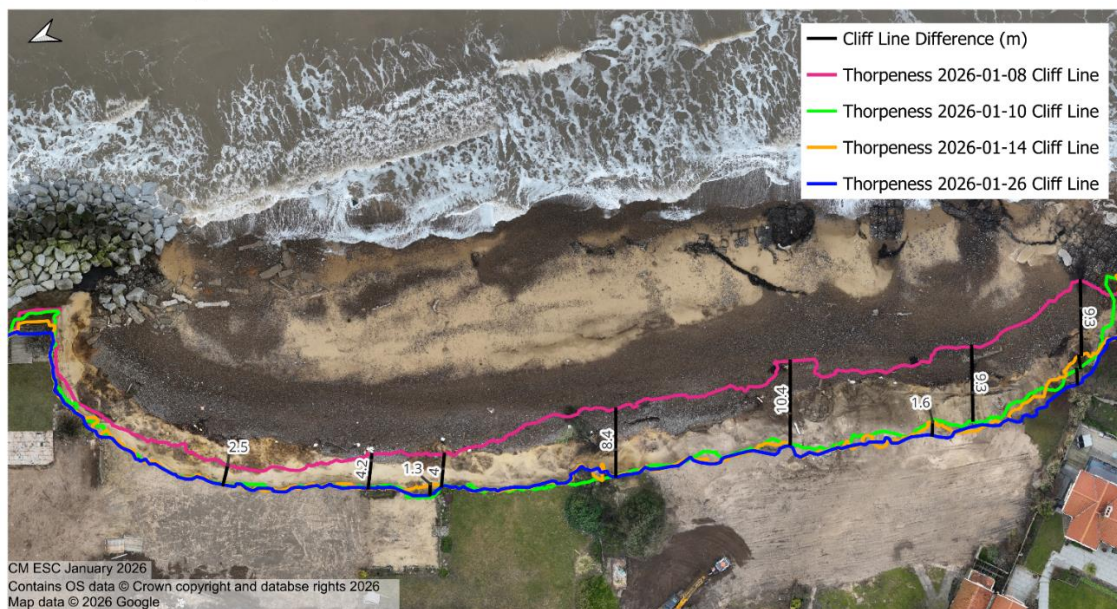 Cliff Line Difference (m)
Thorpeness 2026-01-08 Cliff Line
Thorpeness 2026-01-10 Cliff Line
Thorpeness 2026-01-14 Cliff Line
Thorpeness 2026-01-26 Cliff Line
9.3
10.4
9.3
1.6
8.4
2.5
4.2
1.3
4
CM ESC January 2026
Contains OS data © Crown copyright and databse rights 2026
Map data © 2026 Google